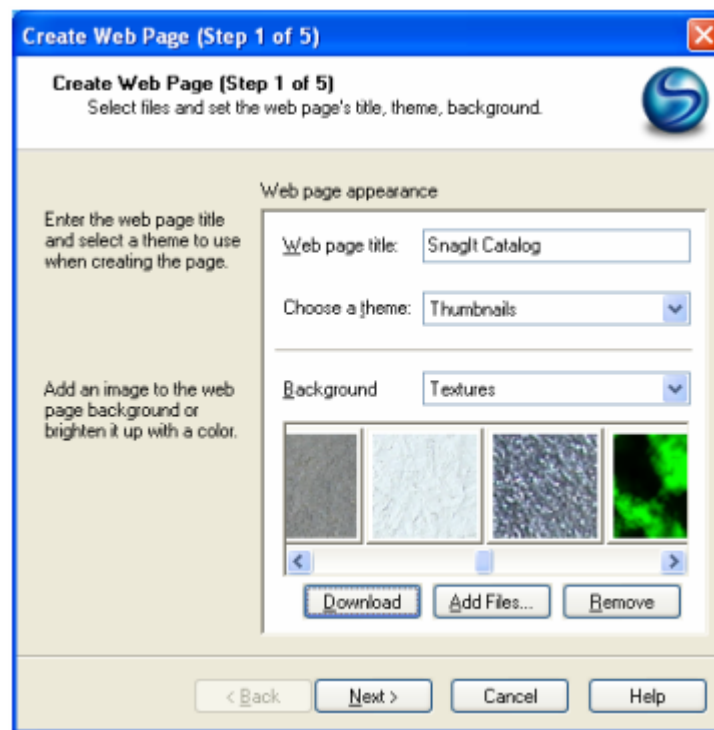 Create Web Page (Step 1 of 5)
Create Web Page (Step 1 of 5)
Select files and set the web page's title, theme, background.
Web page appearance
Enter the web page title
and select a theme to use
when creating the page.
Web page title: SnagIt Catalog
Choose a theme: Thumbnails
Add an image to the web
page background or
brighten it up with a color.
Background Textures
Download Add Files... Remove
< Back Next > Cancel Help